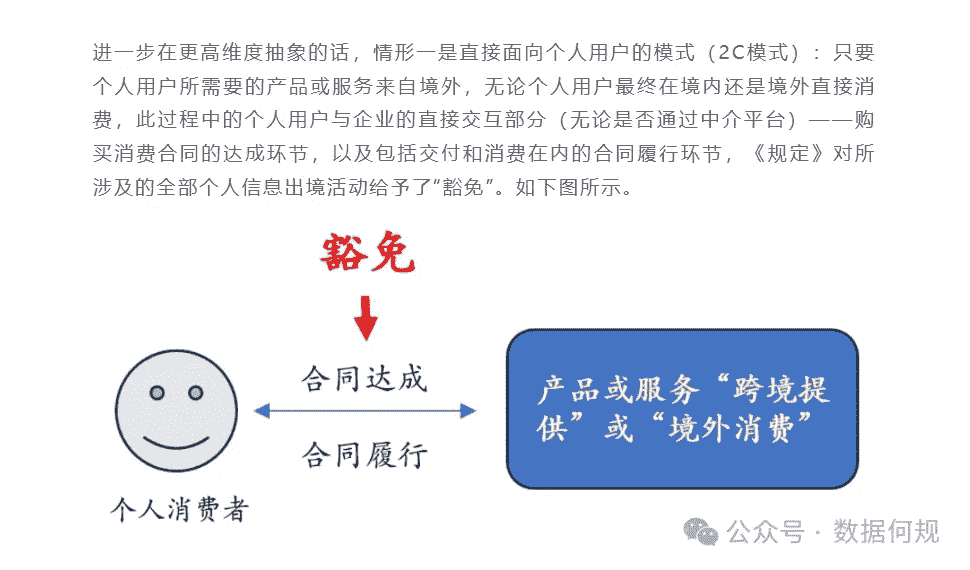 进一步在更高维度抽象的话，情形一是直接面向个人用户的模式（2C模式）：只要
个人用户所需要的产品或服务来自境外，无论个人用户最终在境内还是境外直接消
费，此过程中的个人用户与企业的直接交互部分（无论是否通过中介平台）——购
买消费合同的达成环节，以及包括交付和消费在内的合同履行环节，《规定》对所
涉及的全部个人信息出境活动给予了“豁免”。如下图所示。
豁免
合同达成
合同履行
个人消费者
产品或服务“跨境提
供”或“境外消费”
公众号 · 数据何规